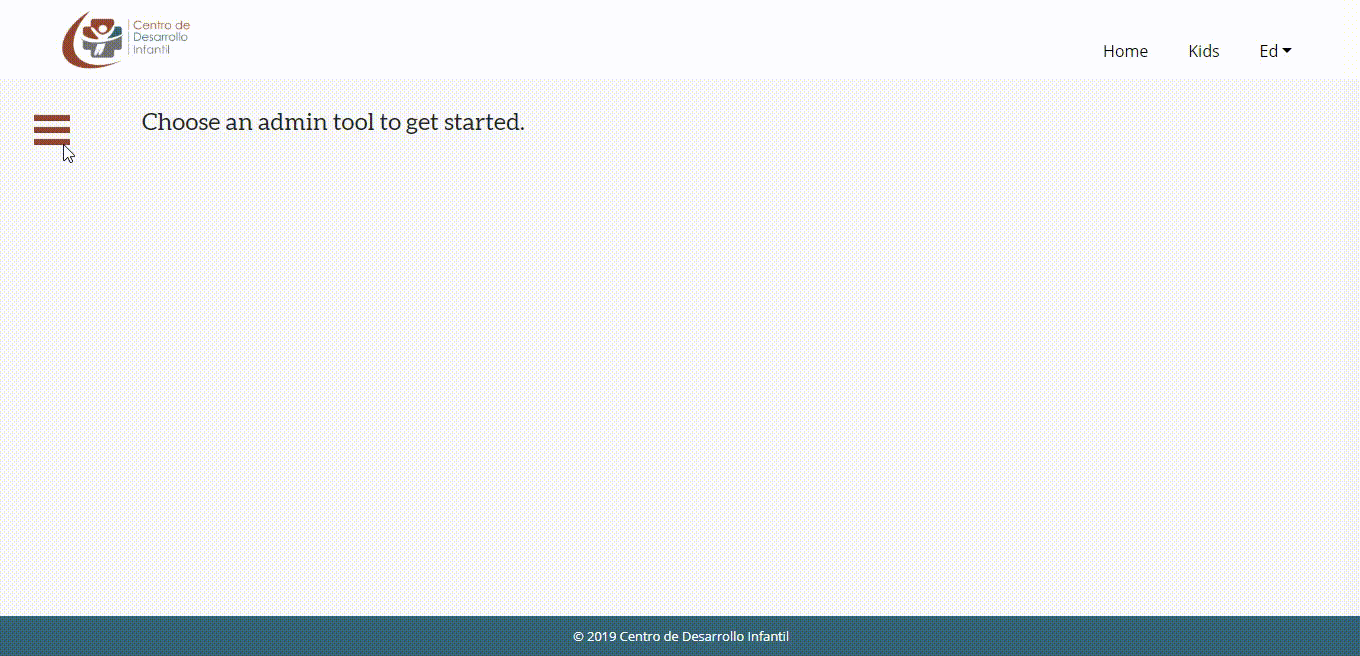 Centro de
Desarrollo
Infantil
Home Kids Ed
Choose an admin tool to get started.
© 2019 Centro de Desarrollo Infantil